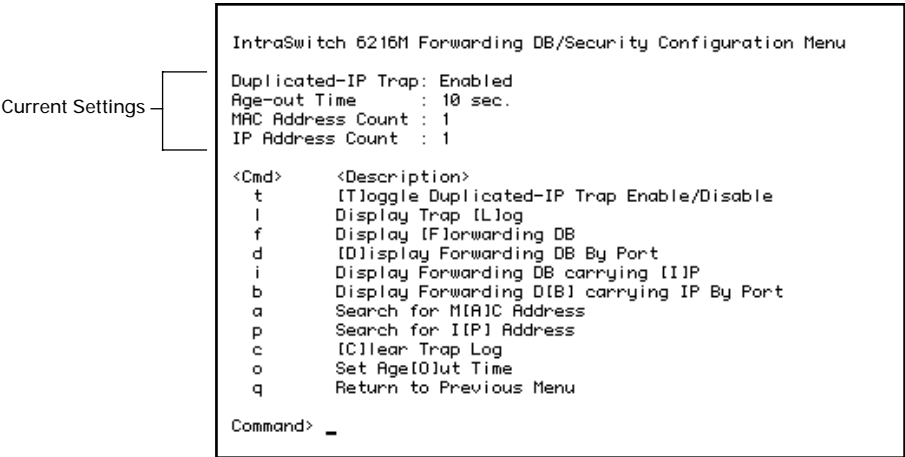 IntraSwitch 6216M Forwarding DB/Security Configuration Menu
Current Settings
Duplicated-IP Trap: Enabled
Age-out Time : 10 sec.
MAC Address Count : 1
IP Address Count : 1
<Cmd> <Description>
t [T]oggle Duplicated-IP Trap Enable/Disable
l Display Trap [L]og
f Display [F]orwarding DB
d [D]isplay Forwarding DB By Port
i Display Forwarding DB carrying [I]P
b Display Forwarding D[B] carrying IP By Port
a Search for M[A]C Address
p Search for I[P] Address
c [C]lear Trap Log
o Set Age[O]ut Time
q Return to Previous Menu
Command> _